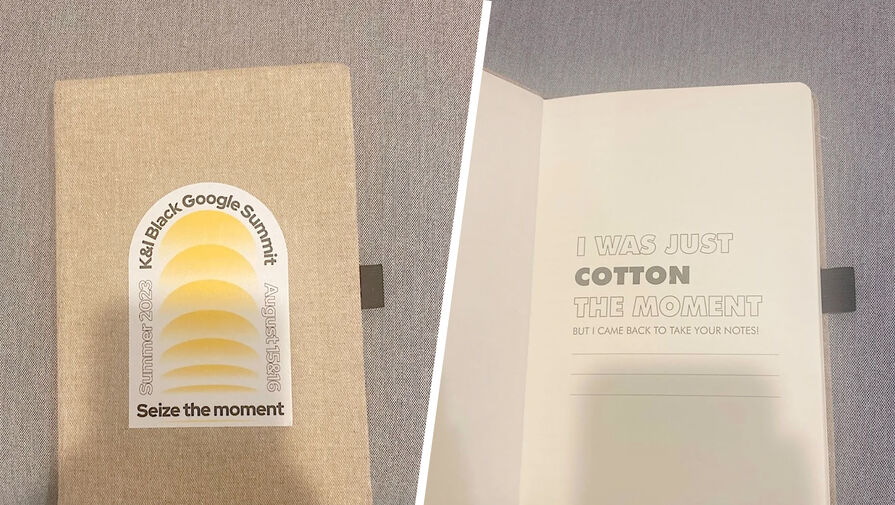 K&I Black Google Summit
Summer 2023
August 15&16
Seize the moment
I WAS JUST
COTTON
THE MOMENT
BUT I CAME BACK TO TAKE YOUR NOTES!